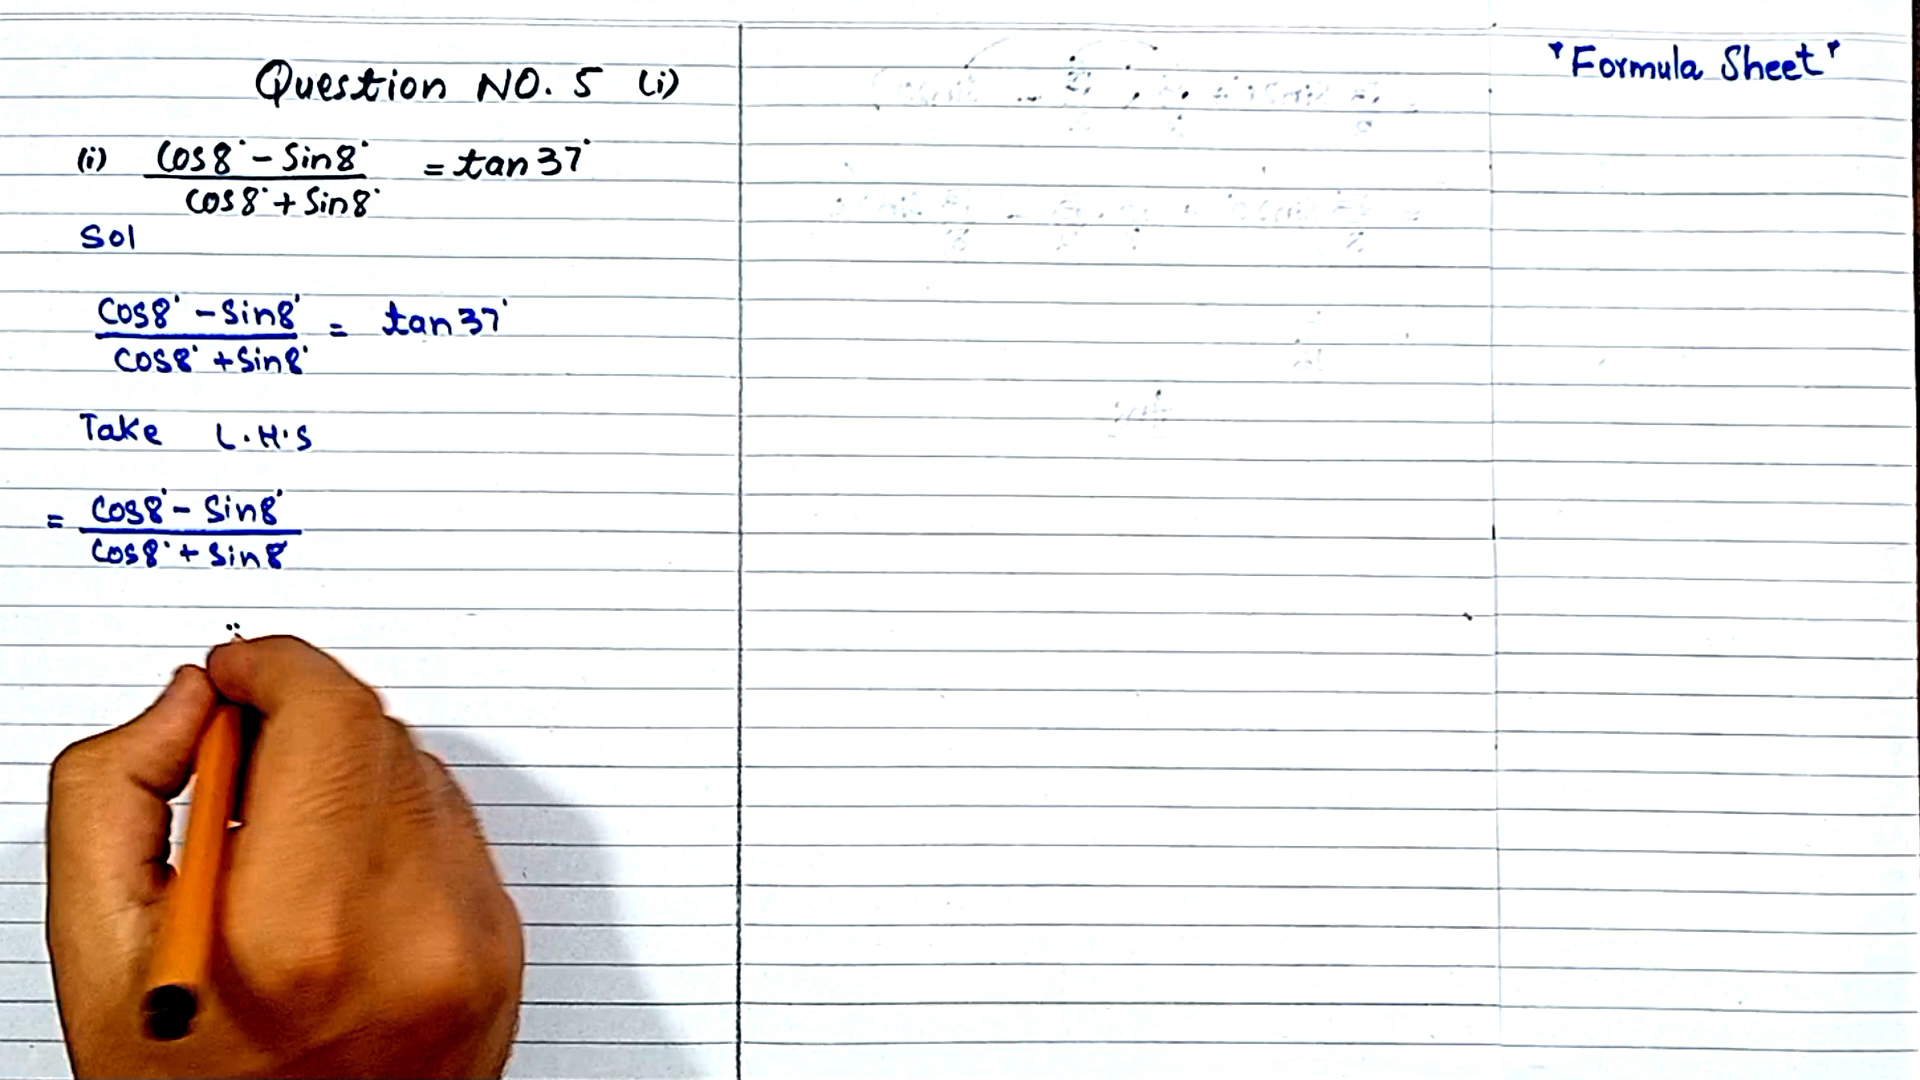 Question NO. 5 (i)
(i) Cos8° - Sin8° / Cos8° + Sin8° = tan37°
Sol
Cos8° - Sin8° / Cos8° + Sin8° = tan37°
Take L.H.S
= Cos8° - Sin8° / Cos8° + Sin8
"Formula Sheet"